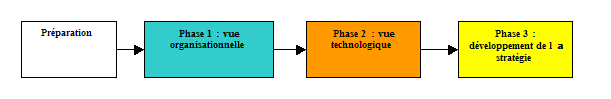 Préparation
Phase 1 : vue
organisationnelle
Phase 2 : vue
technologique
Phase 3 :
développement de l a
stratégie